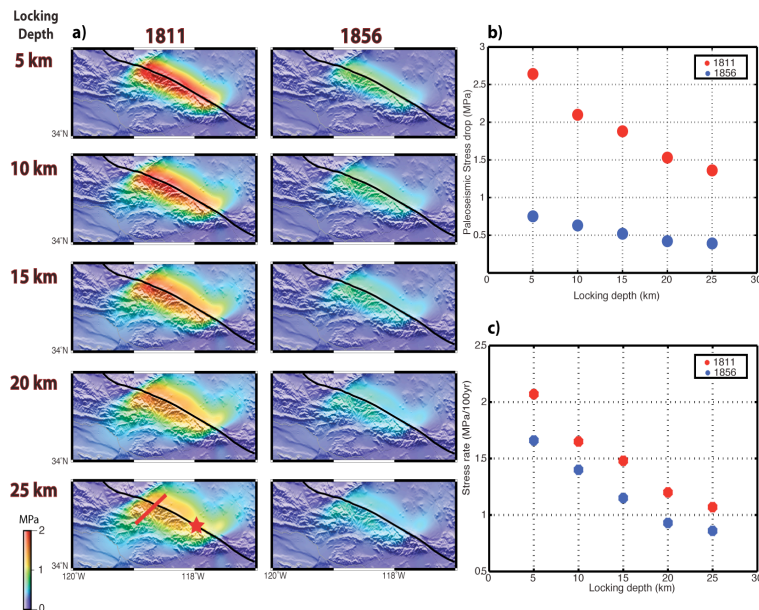 Locking
Depth
a)
1811
1856
5 km
34˚N
10 km
34˚N
15 km
34˚N
20 km
34˚N
25 km
34˚N
120˚W
118˚W
120˚W
118˚W
MPa
2
1
0
b)
3
2.5
2
1.5
1
0.5
0
0
5
10
15
20
25
30
Paleoseismic Stress drop (MPa)
Locking depth (km)
1811
1856
c)
2.5
2
1.5
1
0.5
0
5
10
15
20
25
30
Stress rate (MPa/100yr)
Locking depth (km)
1811
1856